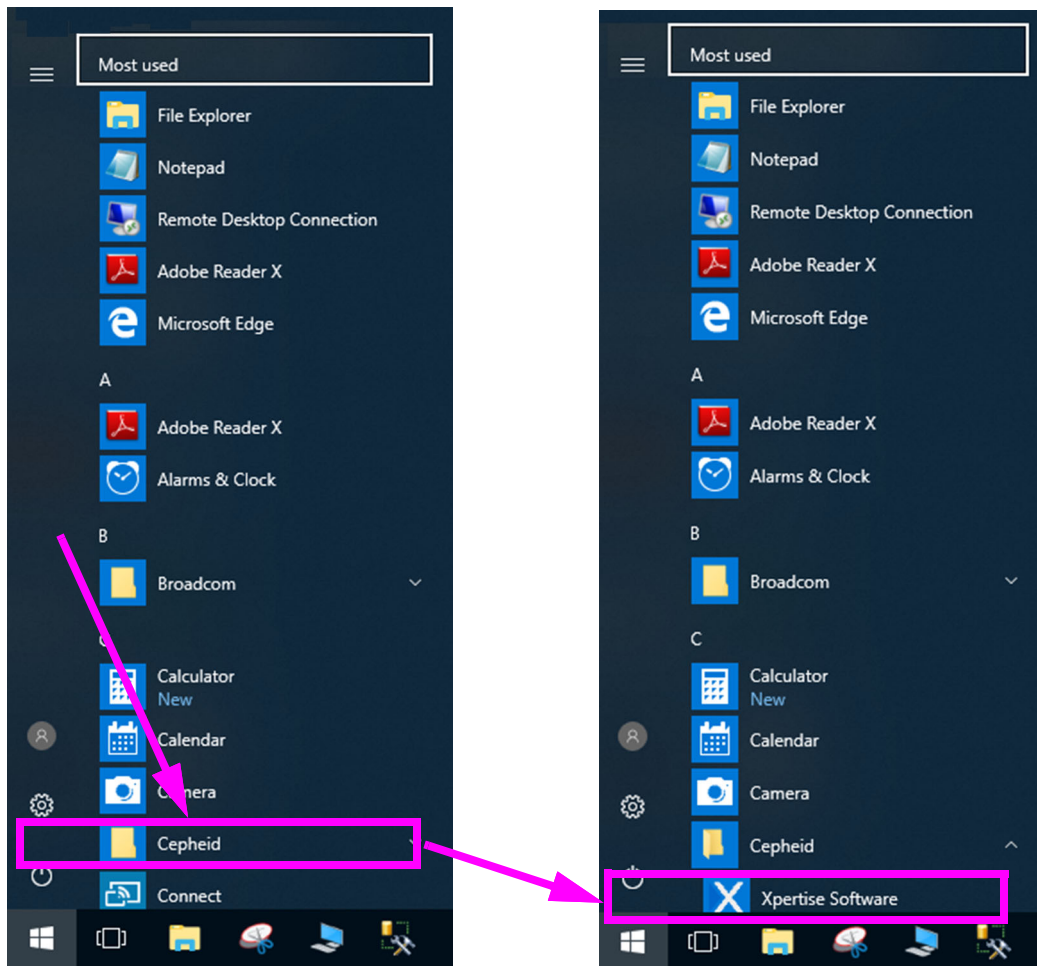 Most used
File Explorer
Notepad
Remote Desktop Connection
Adobe Reader X
Microsoft Edge
A
Adobe Reader X
Alarms & Clock
B
Broadcom
C
Calculator
New
Calendar
Camera
Cepheid
Connect
Most used
File Explorer
Notepad
Remote Desktop Connection
Adobe Reader X
Microsoft Edge
A
Adobe Reader X
Alarms & Clock
B
Broadcom
C
Calculator
New
Calendar
Camera
Cepheid
Xpertise Software